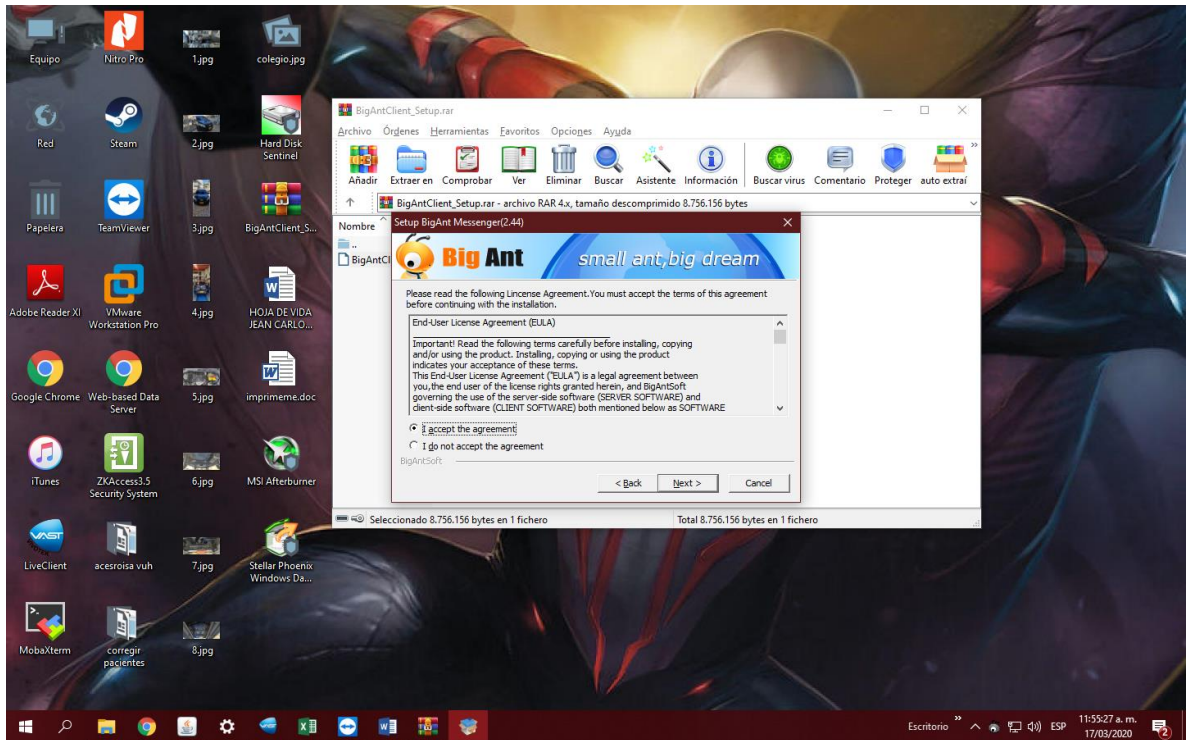 Equipo
Nitro Pro
1.jpg
colegio.jpg
Red
Steam
2.jpg
Hard Disk
Sentinel
Papelera
TeamViewer
3.jpg
BigAntClient_S...
Adobe Reader XI
VMware
Workstation Pro
4.jpg
HOJA DE VIDA
JEAN CARLO...
Google Chrome
Web-based Data
Server
5.jpg
imprimeme.doc
iTunes
ZKAccess3.5
Security System
6.jpg
MSI Afterburner
LiveClient
acesroisa vuh
7.jpg
Stellar Phoenix
Windows Da...
MobaXterm
corregir
pacientes
8.jpg
BigAntClient_Setup.rar
Archivo Órdenes Herramientas Favoritos Opciones Ayuda
Añadir Extraer en Comprobar Ver Eliminar Buscar Asistente Información Buscar virus Comentario Proteger auto extraí
BigAntClient_Setup.rar - archivo RAR 4.x, tamaño descomprimido 8.756.156 bytes
Nombre
..
BigAntCl
Setup BigAnt Messenger(2.44)
Big Ant
small ant,big dream
Please read the following Lincense Agreement.You must accept the terms of this agreement
before continuing with the installation.
End-User License Agreement (EULA)
Important! Read the following terms carefully before installing, copying
and/or using the product. Installing, copying or using the product
indicates your acceptance of these terms.
This End-User License Agreement ("EULA") is a legal agreement between
you,the end user of the license rights granted herein, and BigAntSoft
governing the use of the server-side software (SERVER SOFTWARE) and
client-side software (CLIENT SOFTWARE) both mentioned below as SOFTWARE
I accept the agreement
I do not accept the agreement
BigAntSoft
< Back
Next >
Cancel
Seleccionado 8.756.156 bytes en 1 fichero
Total 8.756.156 bytes en 1 fichero
Escritorio
ESP
11:55:27 a. m.
17/03/2020
2